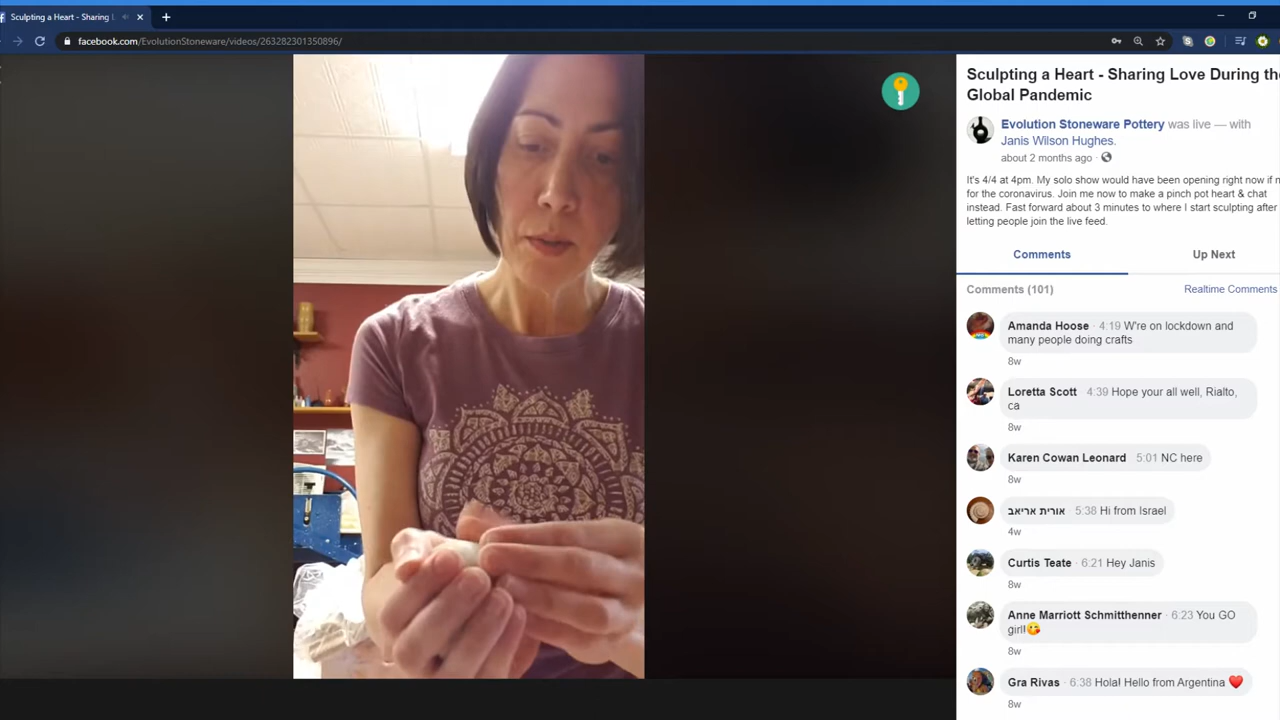 Sculpting a Heart - Sharing L
facebook.com/EvolutionStoneware/videos/263282301350896/
Sculpting a Heart - Sharing Love During the
Global Pandemic
Evolution Stoneware Pottery was live — with
Janis Wilson Hughes.
about 2 months ago
It's 4/4 at 4pm. My solo show would have been opening right now if n
for the coronavirus. Join me now to make a pinch pot heart & chat
instead. Fast forward about 3 minutes to where I start sculpting after
letting people join the live feed.
Comments
Up Next
Comments (101)
Realtime Comments
Amanda Hoose · 4:19 W're on lockdown and
many people doing crafts
8w
Loretta Scott · 4:39 Hope your all well, Rialto,
ca
8w
Karen Cowan Leonard · 5:01 NC here
8w
אורית אריאב · 5:38 Hi from Israel
4w
Curtis Teate · 6:21 Hey Janis
8w
Anne Marriott Schmitthenner · 6:23 You GO
girl!😋
8w
Gra Rivas · 6:38 Hola! Hello from Argentina ❤️
8w